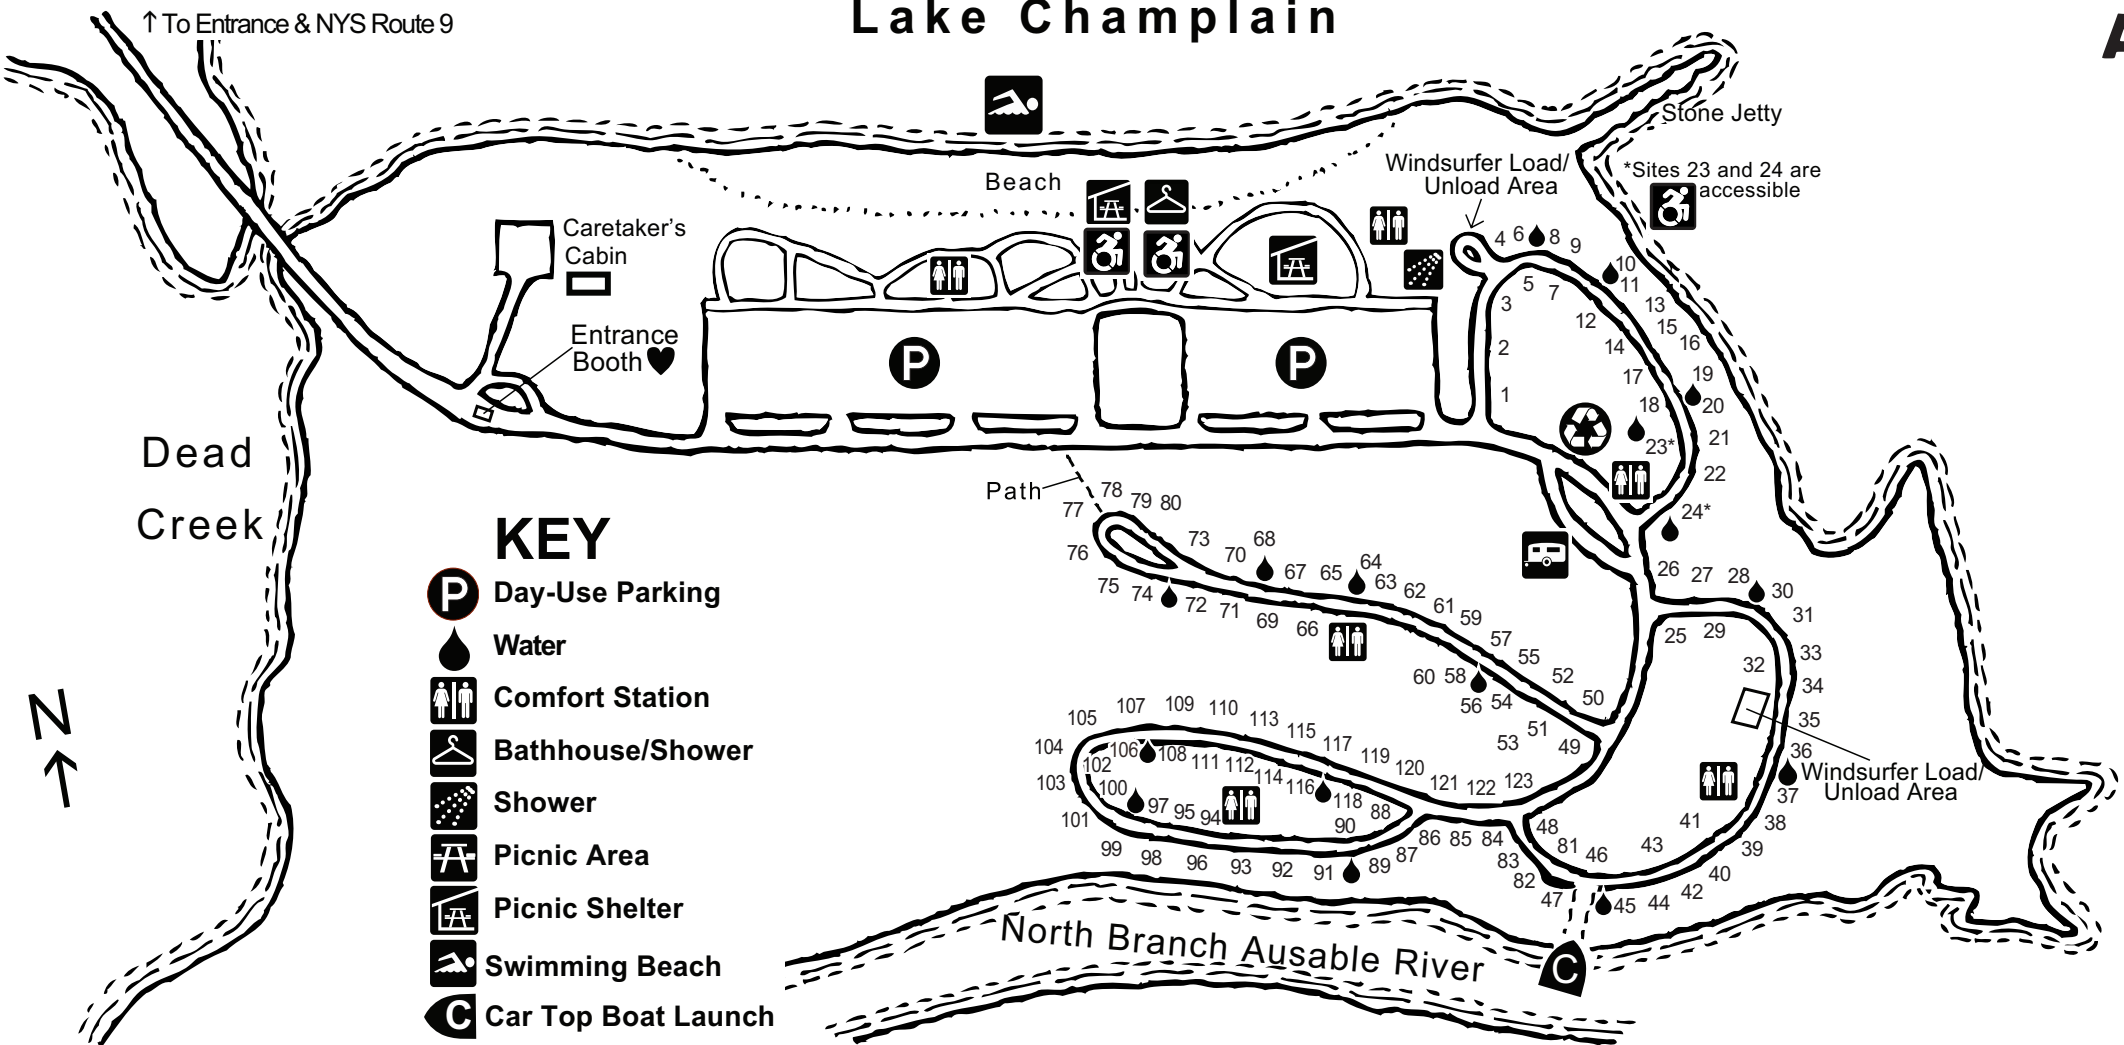 ↑ To Entrance & NYS Route 9
Lake Champlain
A
Stone Jetty
Windsurfer Load/
Unload Area
*Sites 23 and 24 are
accessible
Beach
Caretaker's
Cabin
Entrance
Booth
P
P
4 6 8 9
10
11
5 7
3
13
12
15
2
14
16
17
19
1
18
20
23*
21
22
24*
Dead
Creek
Path
78 79 80
77
76
75 74 72 71 69 66
73 70 68 67 65 64 63 62 61 59 57 55 52 50
60 58 56 54 51 53 49
26 27 28 30
31
25 29
32
33
34
35
36
37
38
39
40
41
42
43
44
45
46
47
48
81
Windsurfer Load/
Unload Area
105 107 109 110 113 115 117 119 120 121 122 123
104
106 108 111 112 114 116 118 88
102
103
100 97 95 94 90
101
99 98 96 93 92 91 89 87 86 85 84
83
82
KEY
P Day-Use Parking
Water
Comfort Station
Bathhouse/Shower
Shower
Picnic Area
Picnic Shelter
Swimming Beach
C Car Top Boat Launch
N
North Branch Ausable River
C